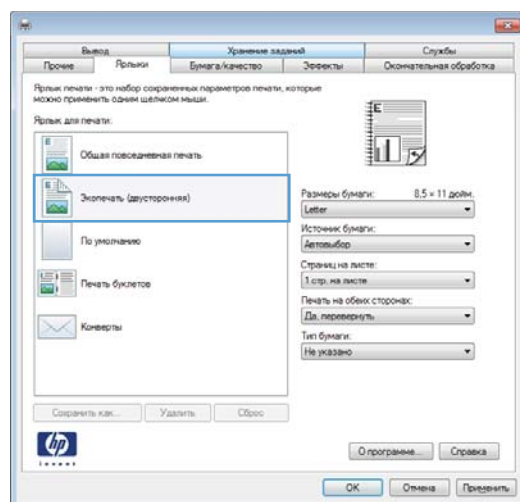 Вывод Хранение заданий Службы
Прочие Ярлыки Бумага/качество Эффекты Окончательная обработка
Ярлык печати - это набор сохраненных параметров печати, которые
можно применить одним щелчком мыши.
Ярлык для печати:
Общая повседневная печать
Экопечать (двусторонняя)
По умолчанию
Печать буклетов
Конверты
Сохранить как... Удалить Сброс
Размеры бумаги: 8,5 × 11 дюйм.
Letter
Источник бумаги:
Автовыбор
Страниц на листе:
1 стр. на листе
Печать на обеих сторонах:
Да, перевернуть
Тип бумаги:
Не указано
hp
invent
О программе... Справка
OK Отмена Применить